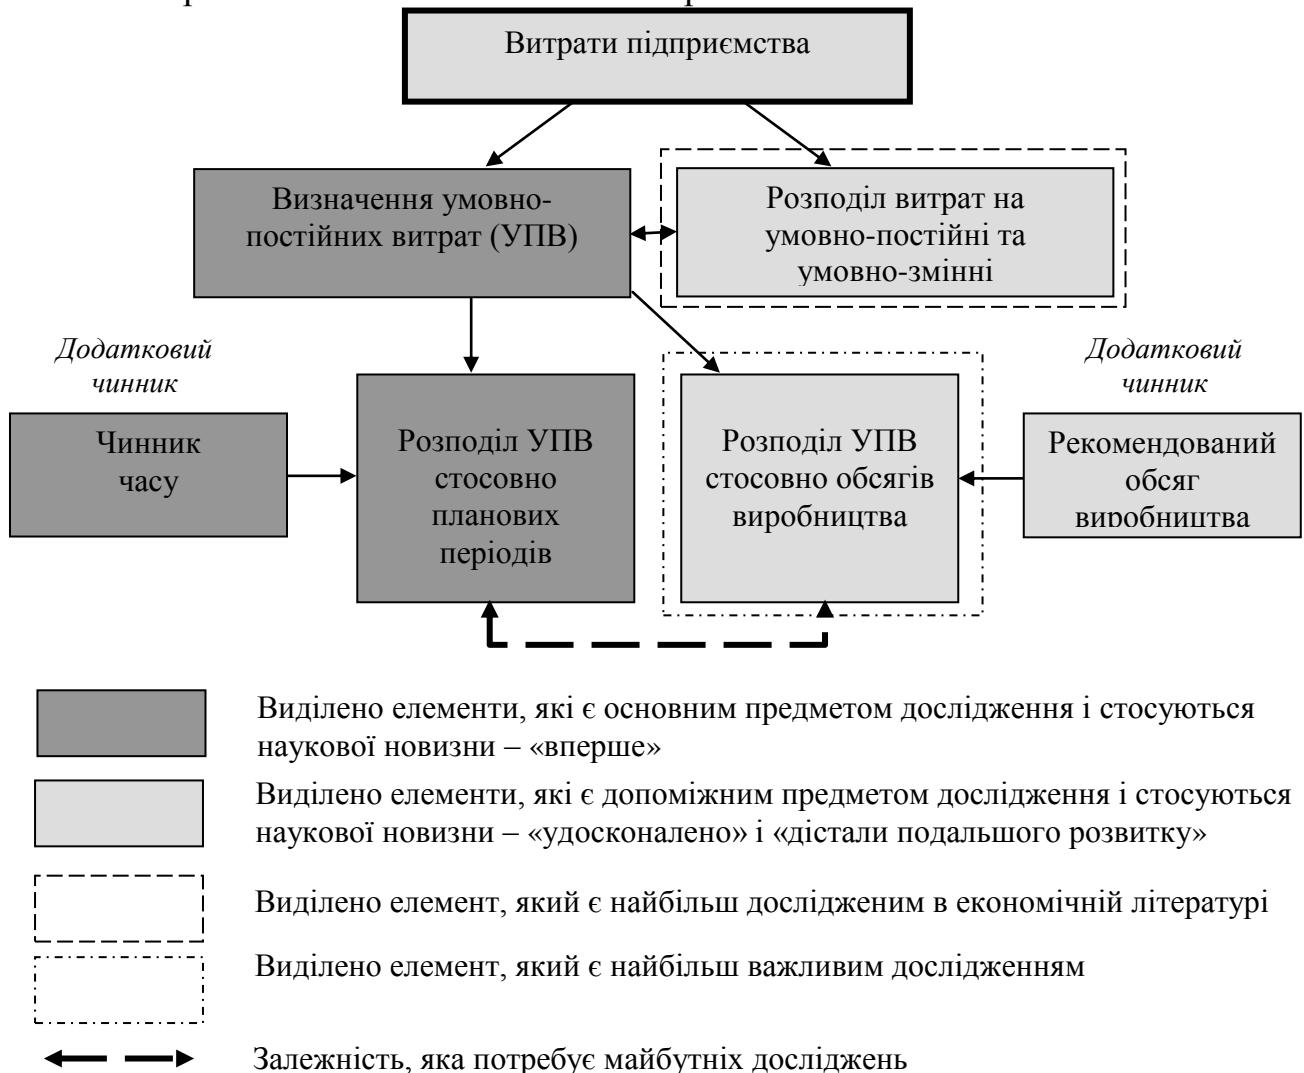 Витрати підприємства
Визначення умовно-
постійних витрат (УПВ)
Розподіл витрат на
умовно-постійні та
умовно-змінні
Додатковий
чинник
Додатковий
чинник
Чинник
часу
Розподіл УПВ
стосовно
планових
періодів
Розподіл УПВ
стосовно обсягів
виробництва
Рекомендований
обсяг
виробництва
Виділено елементи, які є основним предметом дослідження і стосуються
наукової новизни – «вперше»
Виділено елементи, які є допоміжним предметом дослідження і стосуються
наукової новизни – «удосконалено» і «дістали подальшого розвитку»
Виділено елемент, який є найбільш дослідженим в економічній літературі
Виділено елемент, який є найбільш важливим дослідженням
Залежність, яка потребує майбутніх досліджень